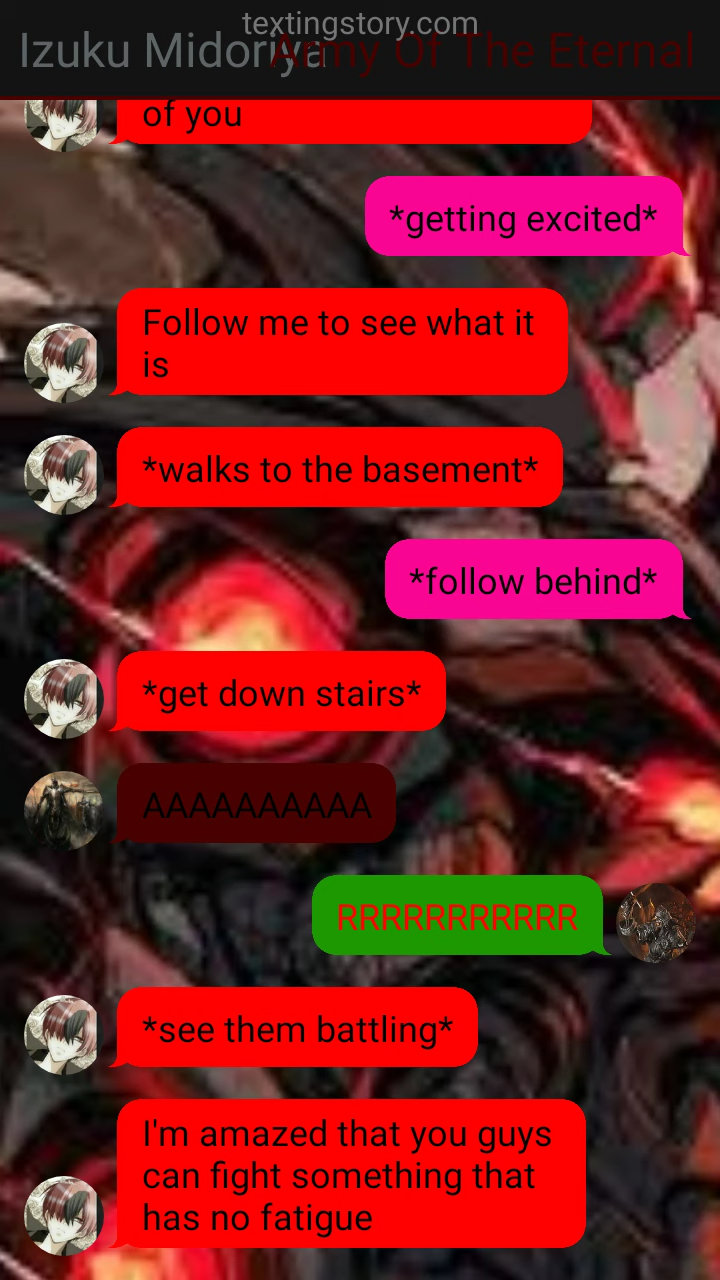 textingstory.com
Izuku Midoriya
Army Of The Eternal
of you
*getting excited*
Follow me to see what it
is
*walks to the basement*
*follow behind*
*get down stairs*
AAAAAAAAAA
RRRRRRRRRRR
*see them battling*
I'm amazed that you guys
can fight something that
has no fatigue